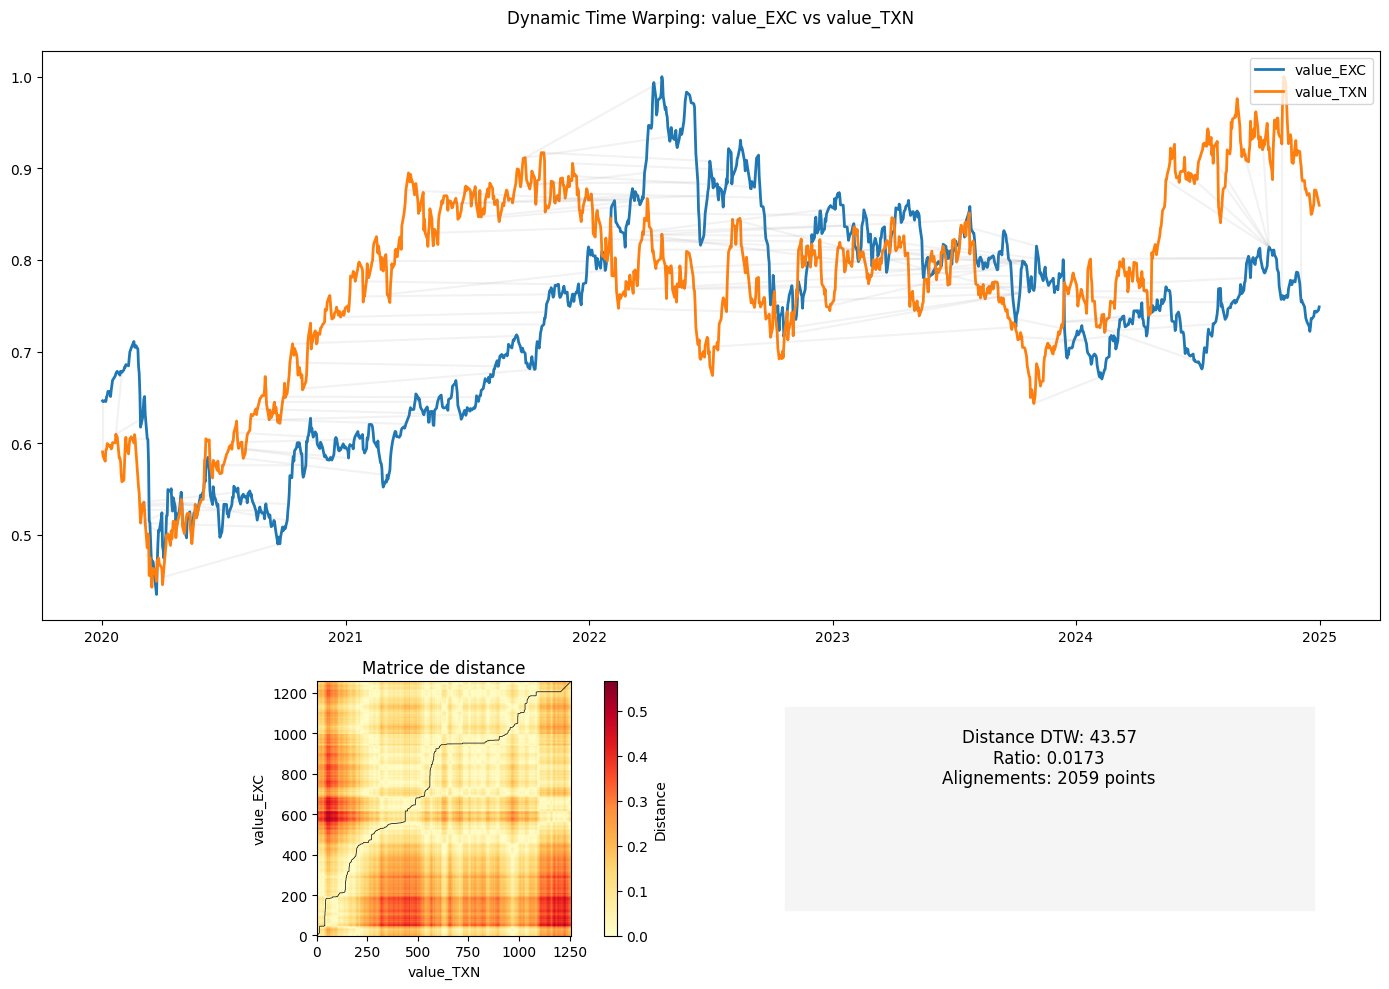 Dynamic Time Warping: value_EXC vs value_TXN
value_EXC
value_TXN
1.0
0.9
0.8
0.7
0.6
0.5
2020 2021 2022 2023 2024 2025
Matrice de distance
value_EXC
1200
1000
800
600
400
200
0
0 250 500 750 1000 1250
value_TXN
0.5
0.4
0.3
0.2
0.1
0.0
Distance
Distance DTW: 43.57
Ratio: 0.0173
Alignements: 2059 points